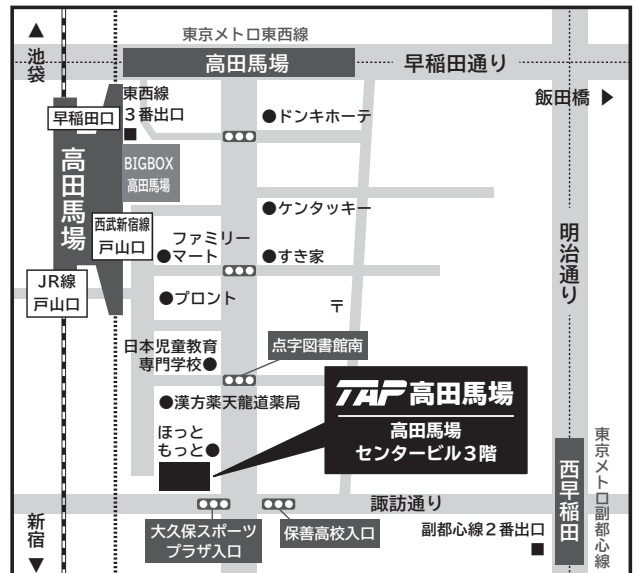 ▲
池袋
東京メトロ東西線
高田馬場
早稲田通り
飯田橋 ▶
早稲田口
東西線
3番出口
■
●ドンキホーテ
高田馬場
BIGBOX
高田馬場
●ケンタッキー
西武新宿線
戸山口
ファミリー
●マート
●すき家
明治通り
JR線
戸山口
●プロント
〒
日本児童教育
専門学校●
点字図書館南
●漢方薬天龍道薬局
TAP高田馬場
高田馬場
センタービル3階
ほっと
もっと●
諏訪通り
大久保スポーツ
プラザ入口
保善高校入口
副都心線2番出口
■
西早稲田
東京メトロ副都心線
新宿
▼